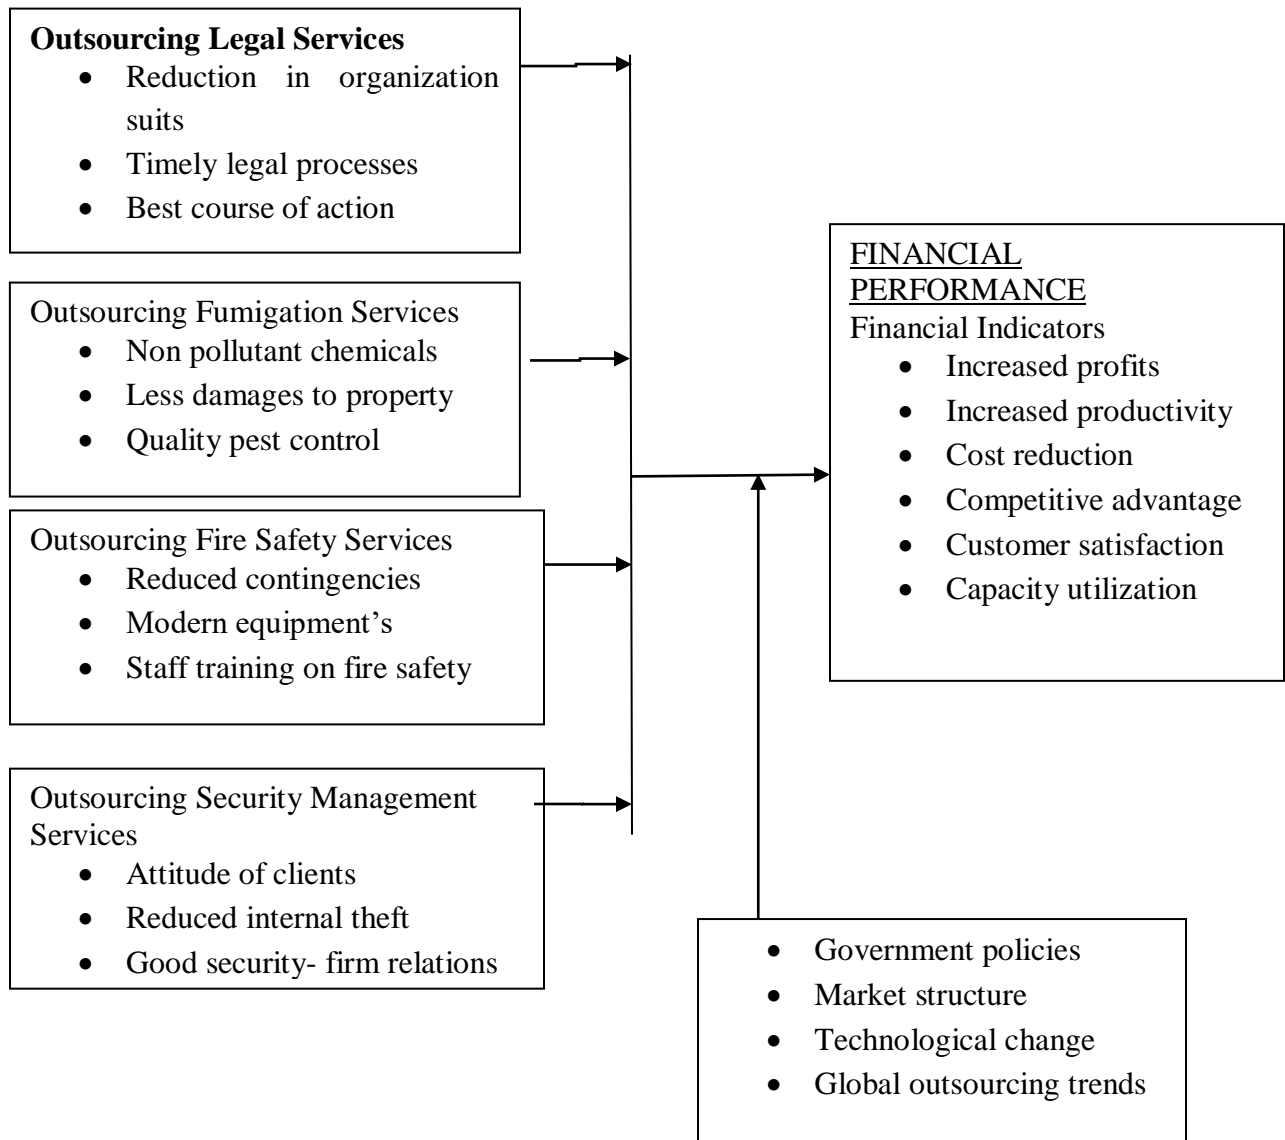 Outsourcing Legal Services
• Reduction in organization
suits
• Timely legal processes
• Best course of action
Outsourcing Fumigation Services
• Non pollutant chemicals
• Less damages to property
• Quality pest control
Outsourcing Fire Safety Services
• Reduced contingencies
• Modern equipment’s
• Staff training on fire safety
Outsourcing Security Management
Services
• Attitude of clients
• Reduced internal theft
• Good security- firm relations
FINANCIAL
PERFORMANCE
Financial Indicators
• Increased profits
• Increased productivity
• Cost reduction
• Competitive advantage
• Customer satisfaction
• Capacity utilization
• Government policies
• Market structure
• Technological change
• Global outsourcing trends